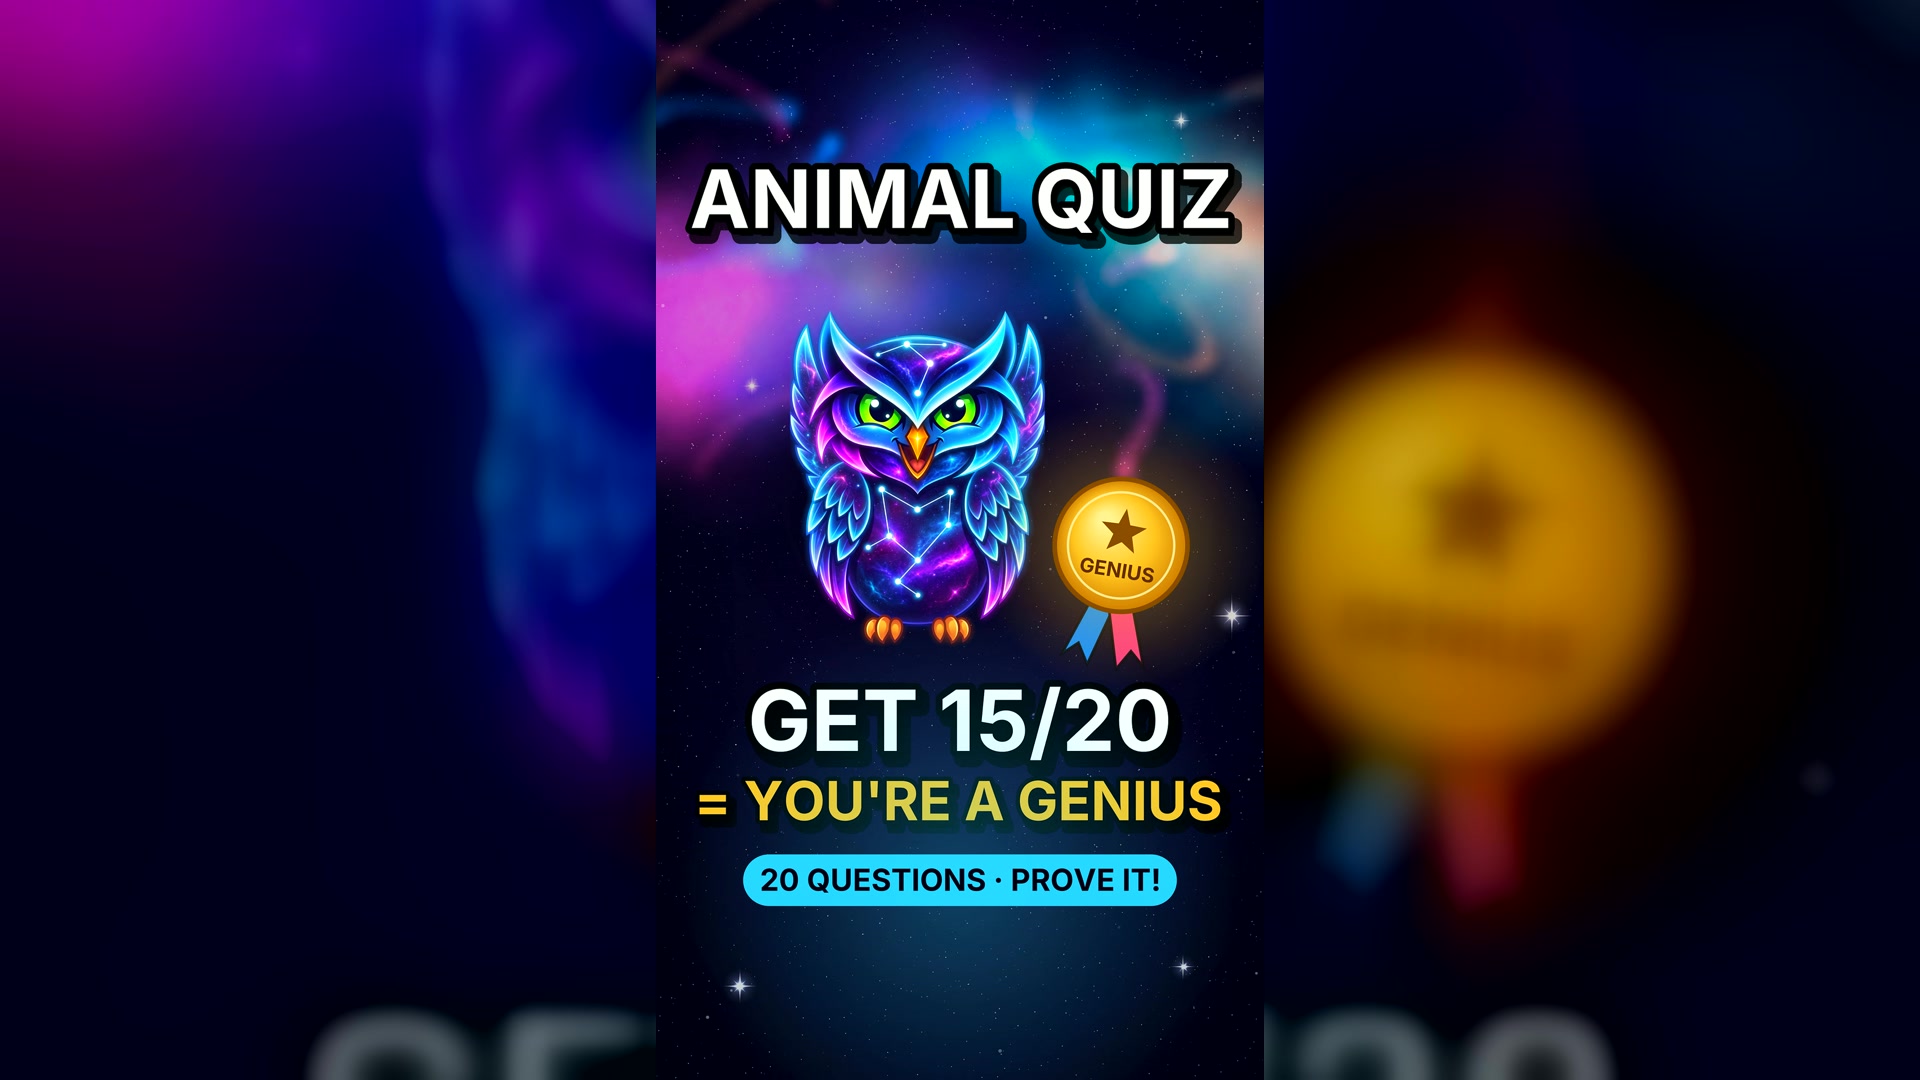 ANIMAL QUIZ
GENIUS
GET 15/20
= YOU'RE A GENIUS
20 QUESTIONS · PROVE IT!